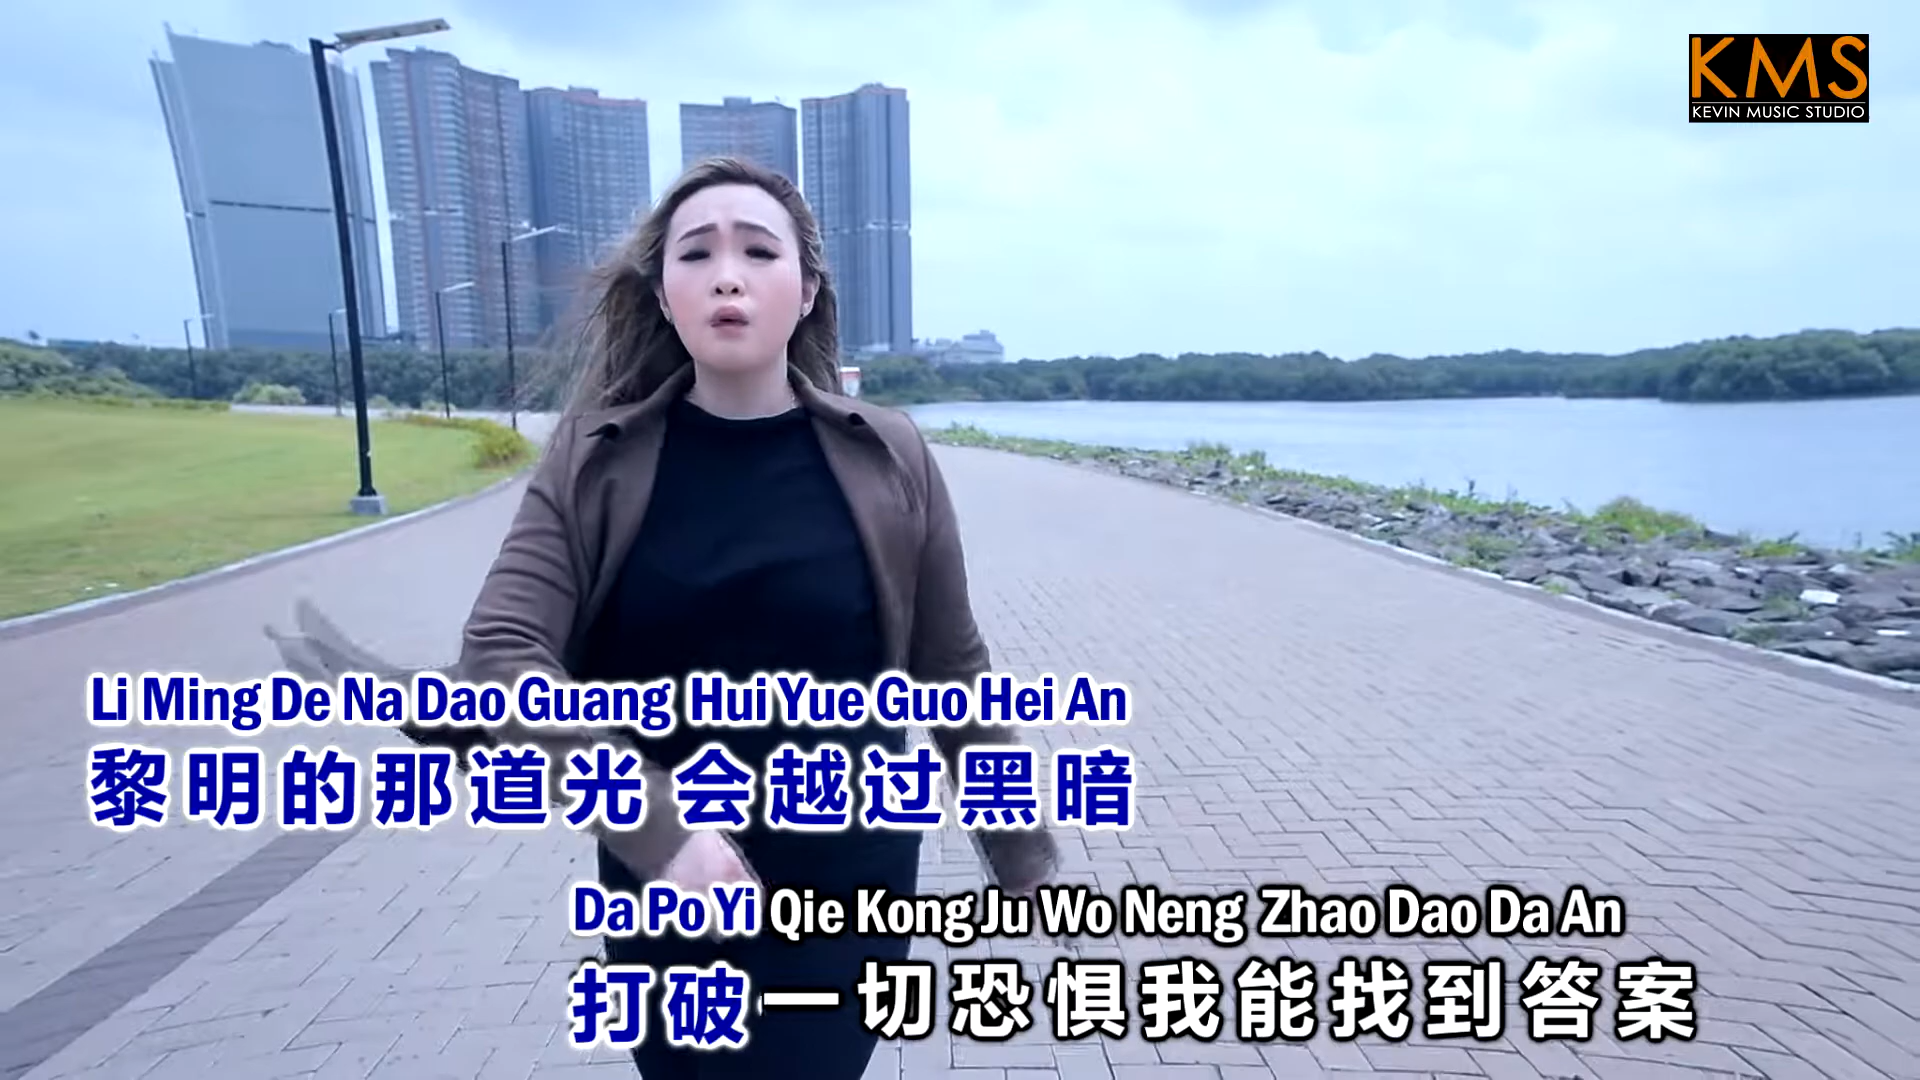 KMS
KEVIN MUSIC STUDIO
Li Ming De Na Dao Guang Hui Yue Guo Hei An
黎明的那道光 会越过黑暗
Da Po Yi Qie Kong Ju Wo Neng Zhao Dao Da An
打破一切恐惧我能找到答案